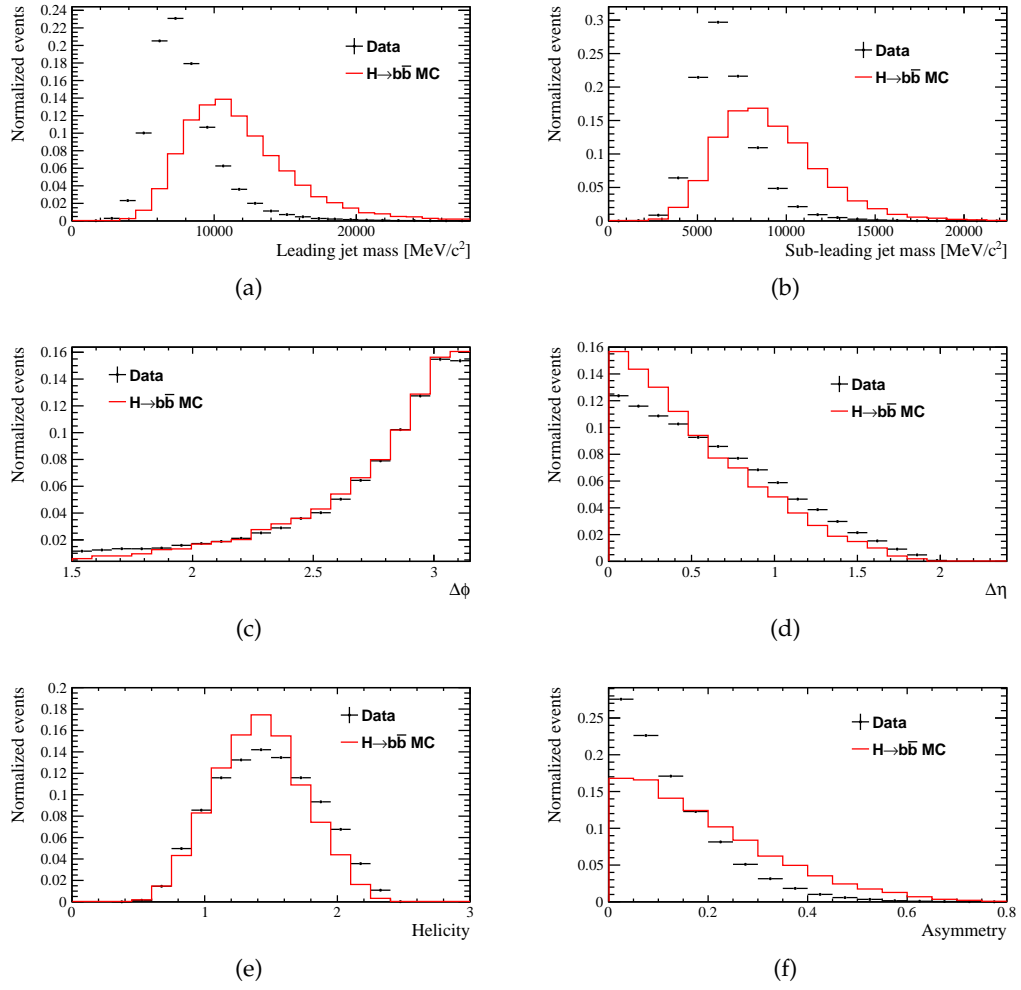 Normalized events
0.24
0.22
0.2
0.18
0.16
0.14
0.12
0.1
0.08
0.06
0.04
0.02
0
Data
H→bb̅ MC
0 10000 20000
Leading jet mass [MeV/c²]
(a)
Normalized events
0.3
0.25
0.2
0.15
0.1
0.05
0
Data
H→bb̅ MC
0 5000 10000 15000 20000
Sub-leading jet mass [MeV/c²]
(b)
Normalized events
0.16
0.14
0.12
0.1
0.08
0.06
0.04
0.02
Data
H→bb̅ MC
1.5 2 2.5 3
Δϕ
(c)
Normalized events
0.16
0.14
0.12
0.1
0.08
0.06
0.04
0.02
0
Data
H→bb̅ MC
0 0.5 1 1.5 2
Δη
(d)
Normalized events
0.2
0.18
0.16
0.14
0.12
0.1
0.08
0.06
0.04
0.02
0
Data
H→bb̅ MC
0 1 2 3
Helicity
(e)
Normalized events
0.25
0.2
0.15
0.1
0.05
0
Data
H→bb̅ MC
0 0.2 0.4 0.6 0.8
Asymmetry
(f)